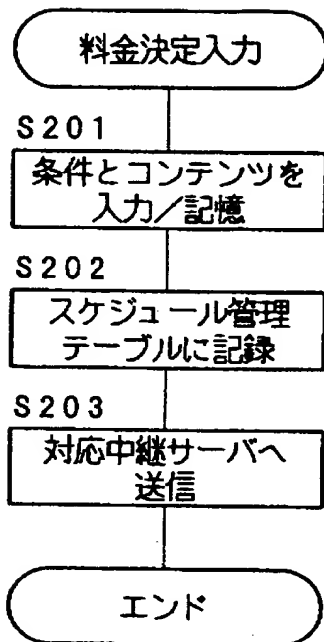 料金決定入力
S201
条件とコンテンツを
入力／記憶
S202
スケジュール管理
テーブルに記録
S203
対応中継サーバへ
送信
エンド